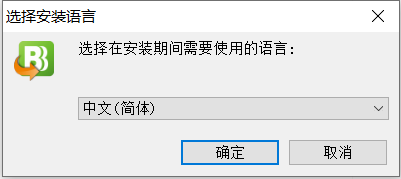 选择安装语言
选择在安装期间需要使用的语言：
中文(简体)
确定
取消